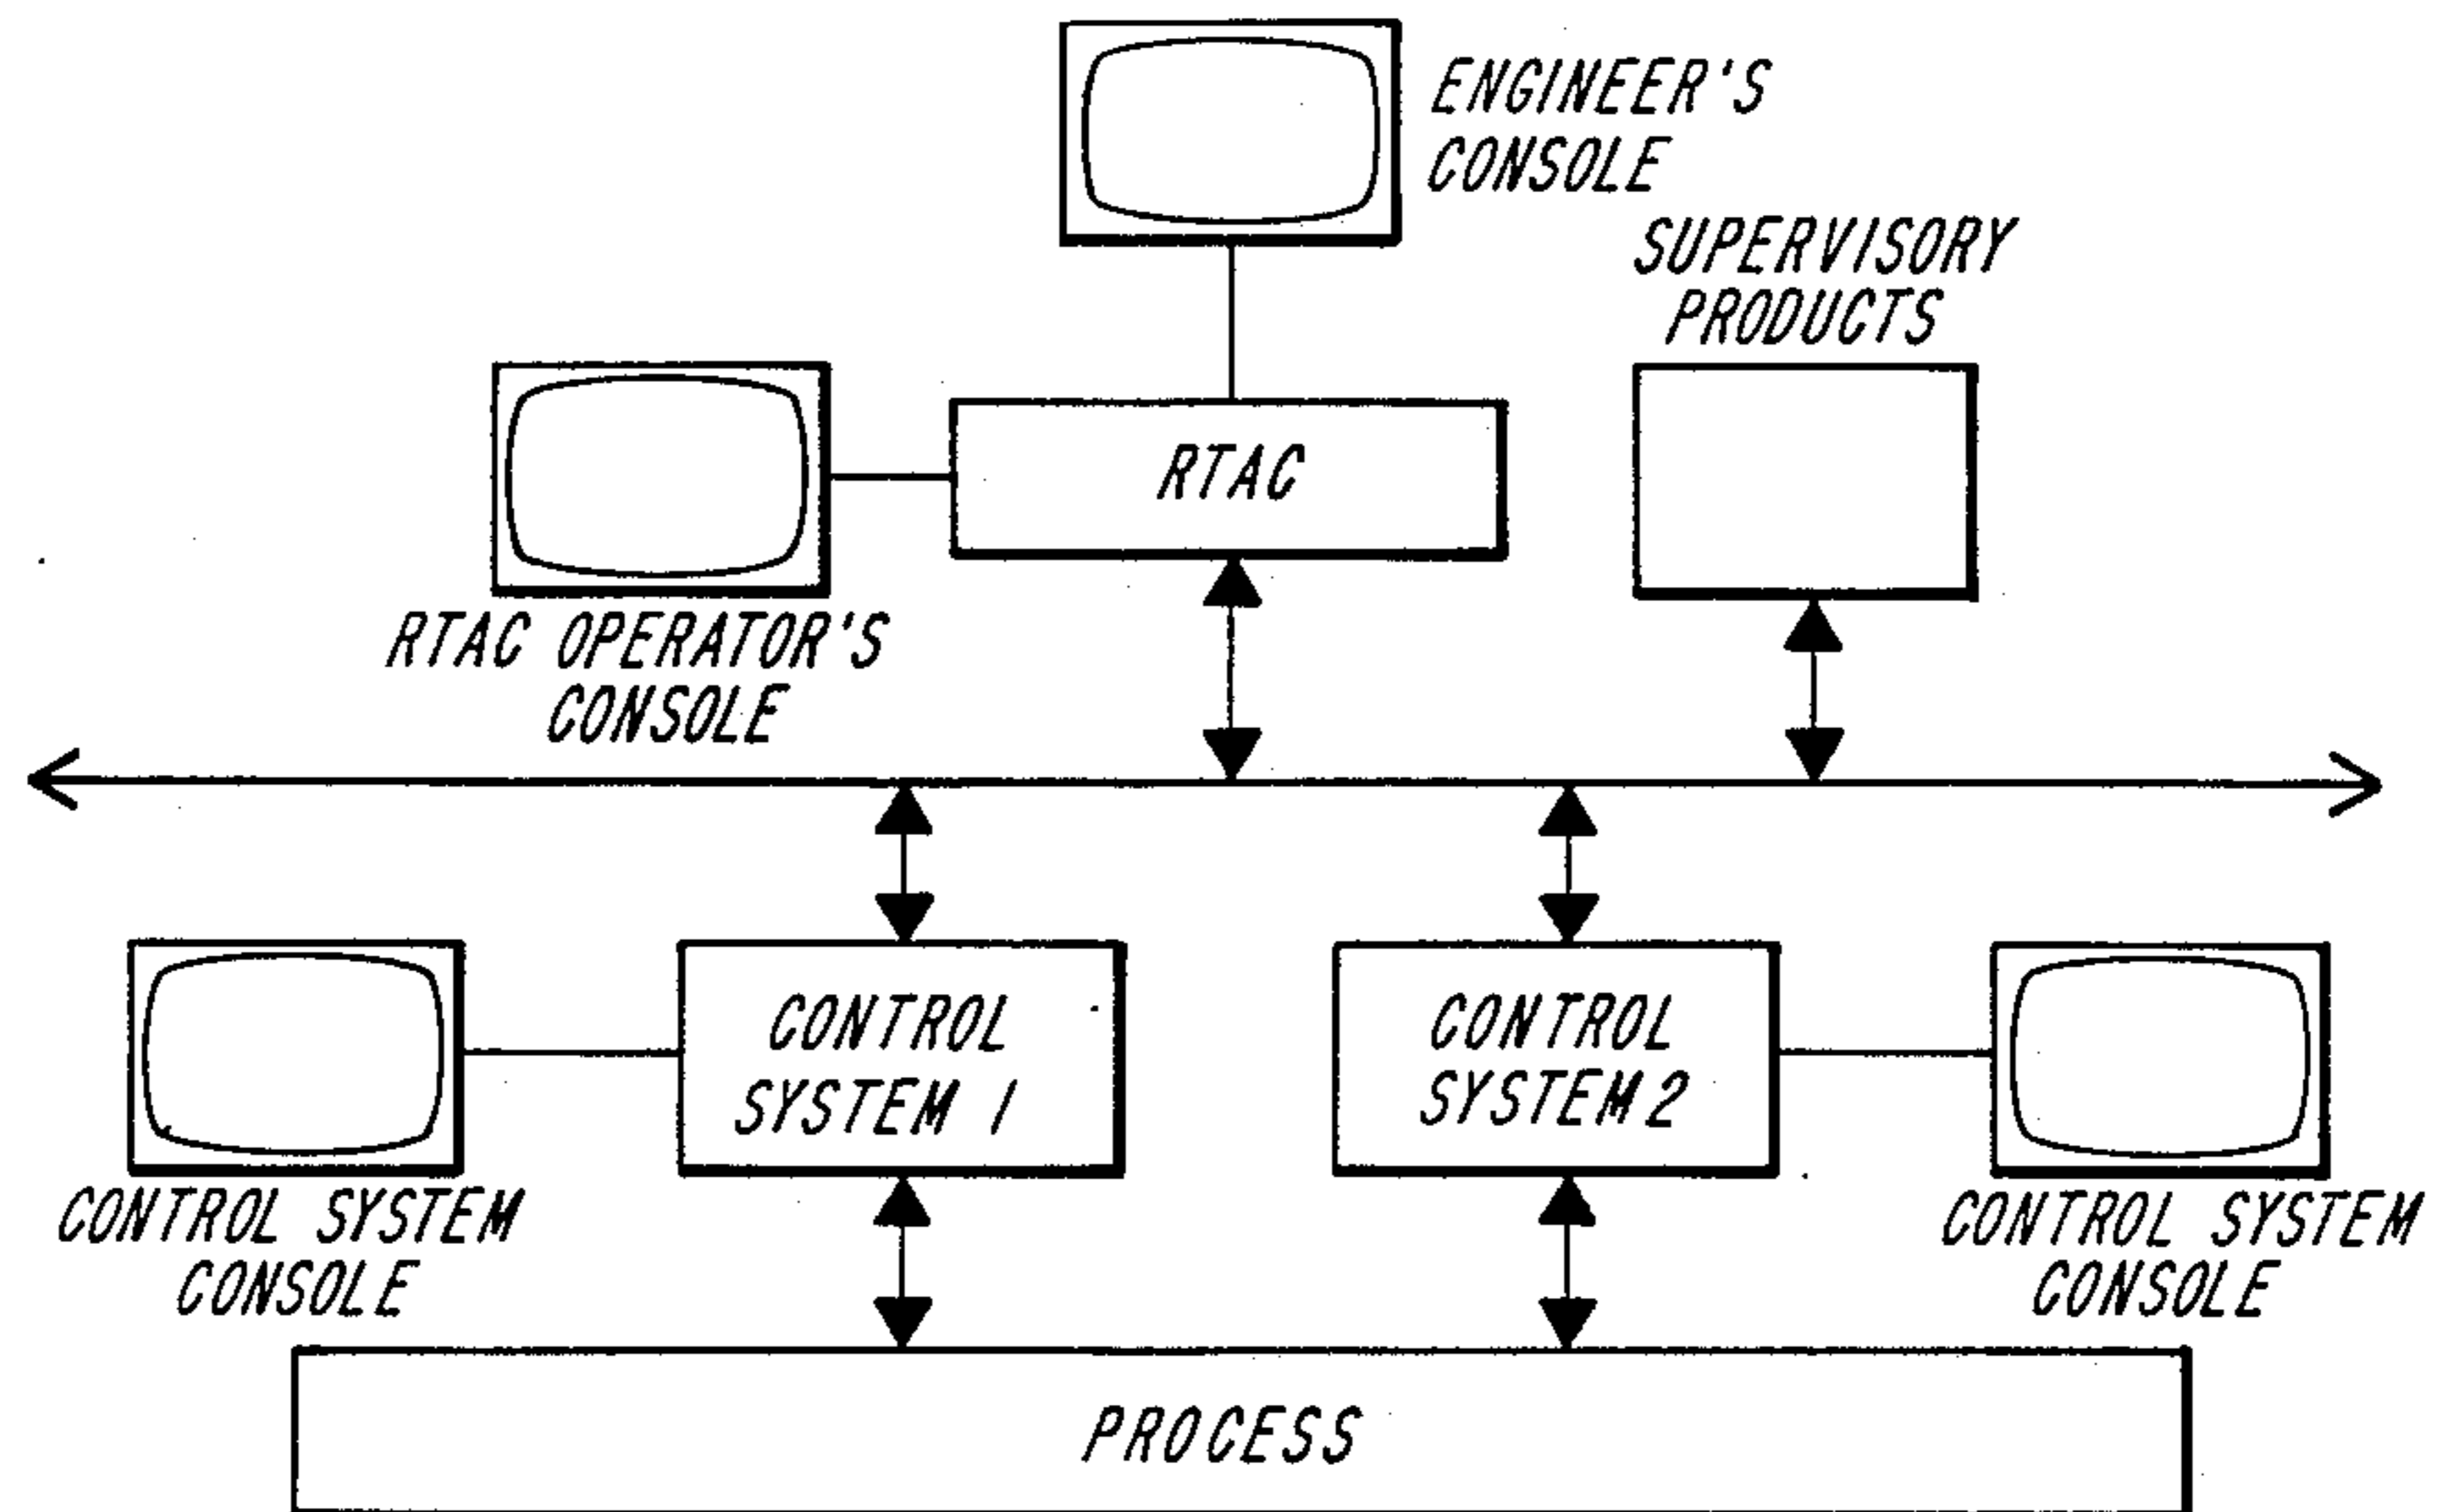 ENGINEER'S
CONSOLE
SUPERVISORY
PRODUCTS
RTAC
RTAC OPERATOR'S
CONSOLE
CONTROL
SYSTEM 1
CONTROL
SYSTEM 2
CONTROL SYSTEM
CONSOLE
CONTROL SYSTEM
CONSOLE
PROCESS